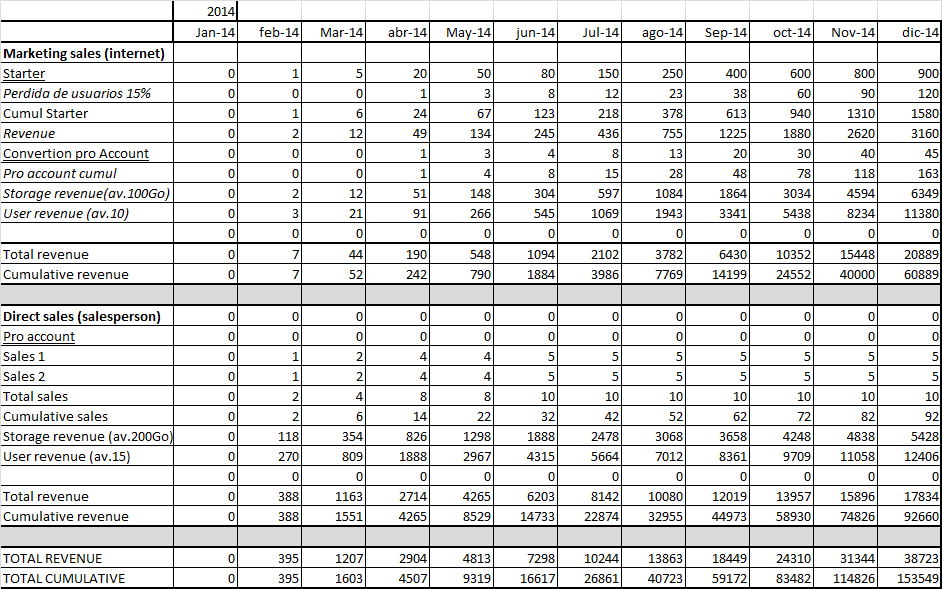 2014
Jan-14 feb-14 Mar-14 abr-14 May-14 jun-14 Jul-14 ago-14 Sep-14 oct-14 Nov-14 dic-14
Marketing sales (internet)
Starter 0 1 5 20 50 80 150 250 400 600 800 900
Perdida de usuarios 15% 0 0 0 1 3 8 12 23 38 60 90 120
Cumul Starter 0 1 6 24 67 123 218 378 613 940 1310 1580
Revenue 0 2 12 49 134 245 436 755 1225 1880 2620 3160
Convertion pro Account 0 0 0 1 3 4 8 13 20 30 40 45
Pro account cumul 0 0 0 1 4 8 15 28 48 78 118 163
Storage revenue(av.100Go) 0 2 12 51 148 304 597 1084 1864 3034 4594 6349
User revenue (av.10) 0 3 21 91 266 545 1069 1943 3341 5438 8234 11380
0 0 0 0 0 0 0 0 0 0 0 0
Total revenue 0 7 44 190 548 1094 2102 3782 6430 10352 15448 20889
Cumulative revenue 0 7 52 242 790 1884 3986 7769 14199 24552 40000 60889
Direct sales (salesperson) 0 0 0 0 0 0 0 0 0 0 0 0
Pro account 0 0 0 0 0 0 0 0 0 0 0 0
Sales 1 0 1 2 4 4 5 5 5 5 5 5 5
Sales 2 0 1 2 4 4 5 5 5 5 5 5 5
Total sales 0 2 4 8 8 10 10 10 10 10 10 10
Cumulative sales 0 2 6 14 22 32 42 52 62 72 82 92
Storage revenue (av.200Go) 0 118 354 826 1298 1888 2478 3068 3658 4248 4838 5428
User revenue (av.15) 0 270 809 1888 2967 4315 5664 7012 8361 9709 11058 12406
0 0 0 0 0 0 0 0 0 0 0 0
Total revenue 0 388 1163 2714 4265 6203 8142 10080 12019 13957 15896 17834
Cumulative revenue 0 388 1551 4265 8529 14733 22874 32955 44973 58930 74826 92660
TOTAL REVENUE 0 395 1207 2904 4813 7298 10244 13863 18449 24310 31344 38723
TOTAL CUMULATIVE 0 395 1603 4507 9319 16617 26861 40723 59172 83482 114826 153549